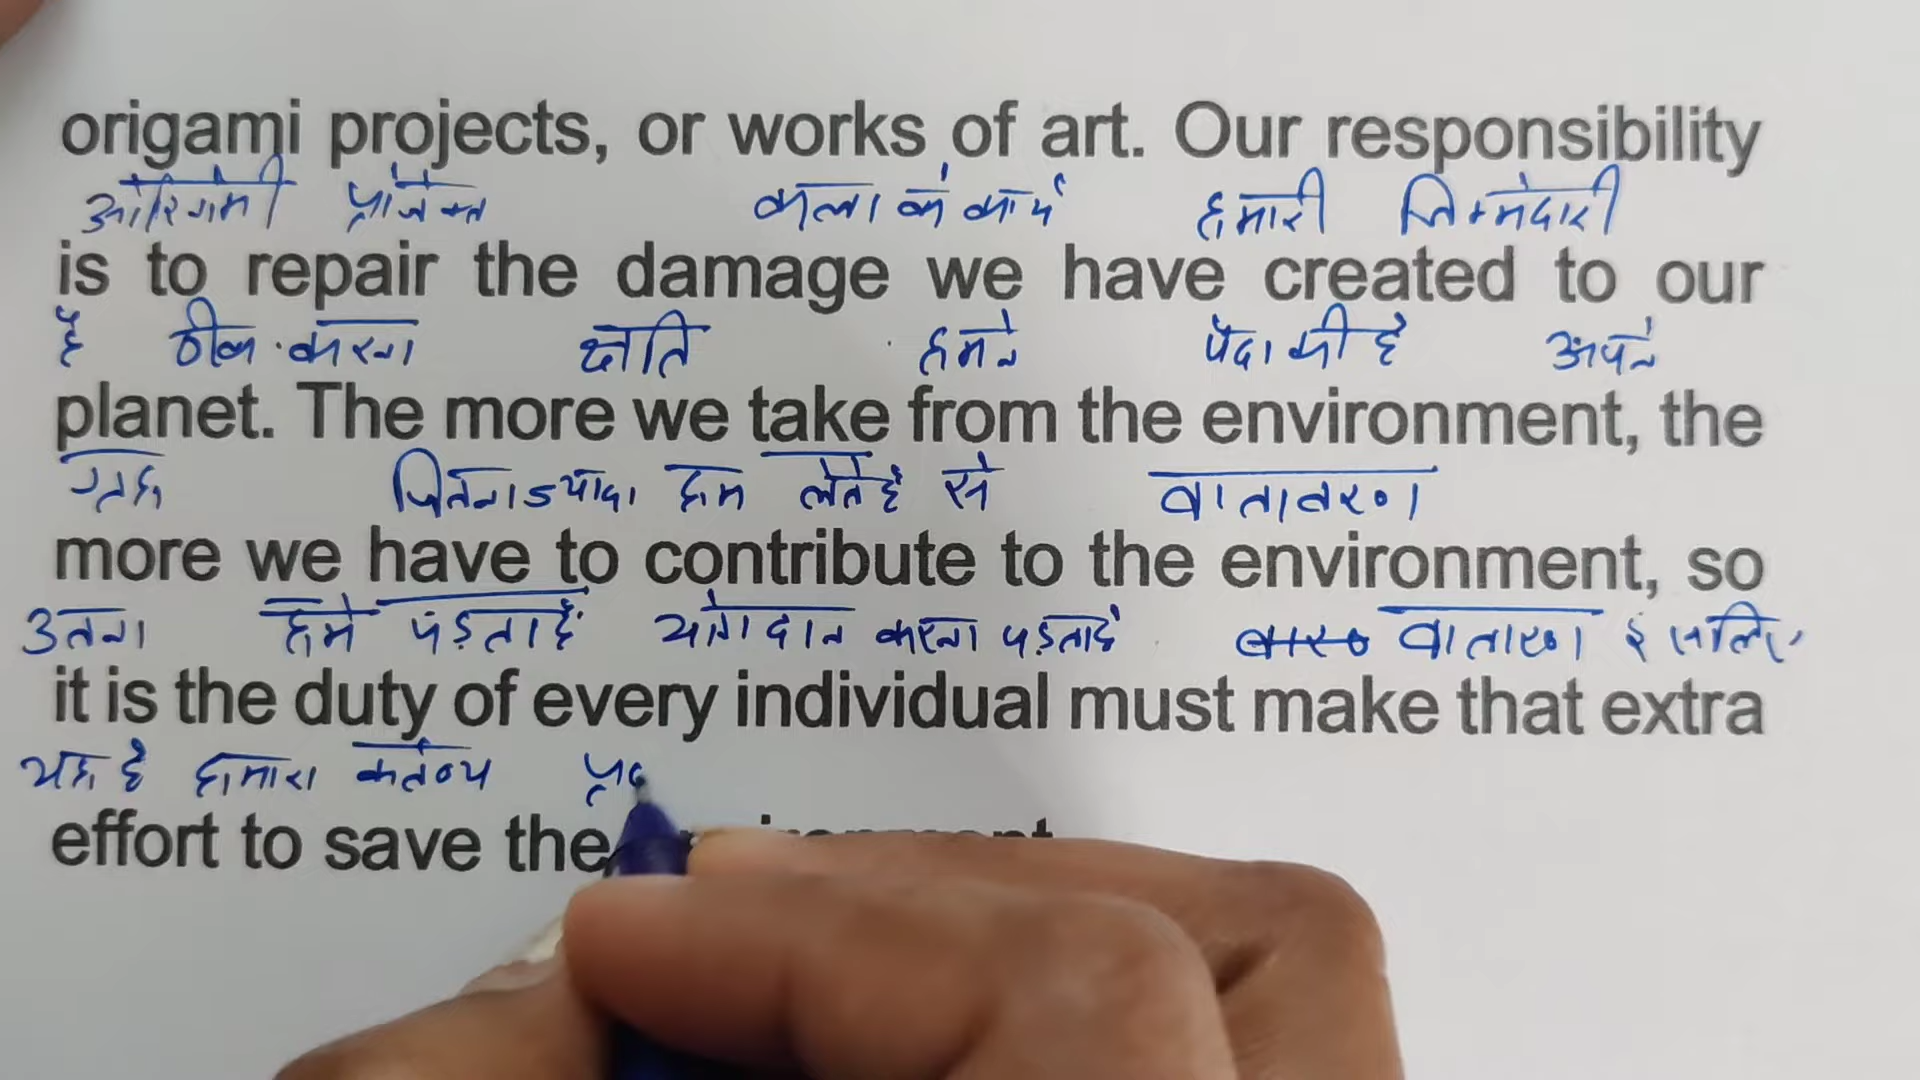 origami projects, or works of art. Our responsibility
ओरिगेमी प्रोजेक्ट कला के कार्य हमारी जिम्मेदारी
is to repair the damage we have created to our
है ठीक करना क्षति हमने पैदा की है अपने
planet. The more we take from the environment, the
ग्रह जितना ज्यादा हम लेते है से वातावरण
more we have to contribute to the environment, so
उतना हमे पड़ता है योगदान करना पड़ता है वातारण इसलिए
it is the duty of every individual must make that extra
यह है हमारा कर्तव्य
effort to save the